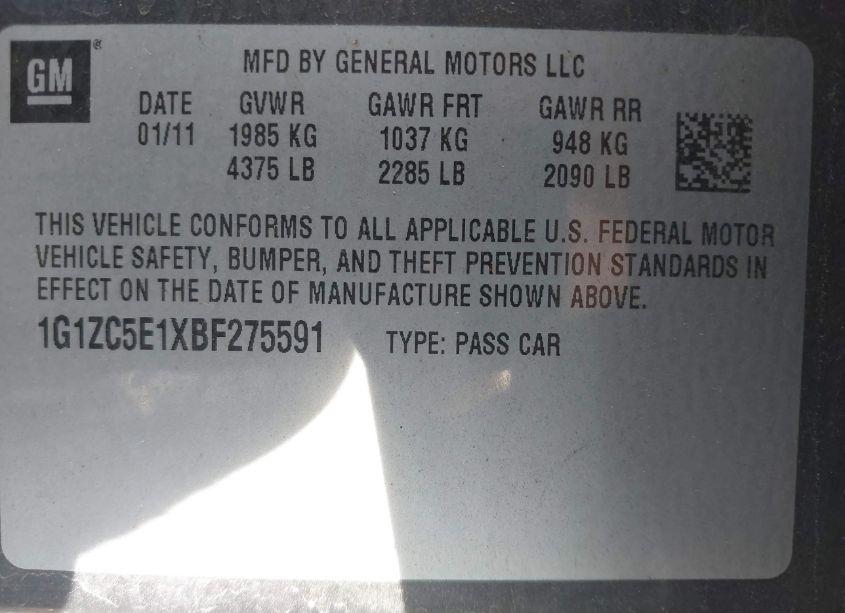 GM®
MFD BY GENERAL MOTORS LLC
DATE GVWR GAWR FRT GAWR RR
01/11 1985 KG 1037 KG 948 KG
4375 LB 2285 LB 2090 LB
THIS VEHICLE CONFORMS TO ALL APPLICABLE U.S. FEDERAL MOTOR
VEHICLE SAFETY, BUMPER, AND THEFT PREVENTION STANDARDS IN
EFFECT ON THE DATE OF MANUFACTURE SHOWN ABOVE.
1G1ZC5E1XBF275591 TYPE: PASS CAR